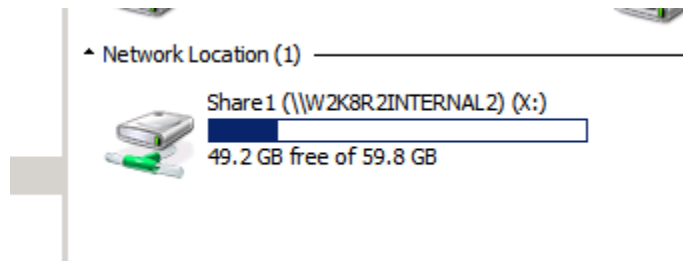 Network Location (1)
Share1 (\\W2K8R2INTERNAL2) (X:)
49.2 GB free of 59.8 GB